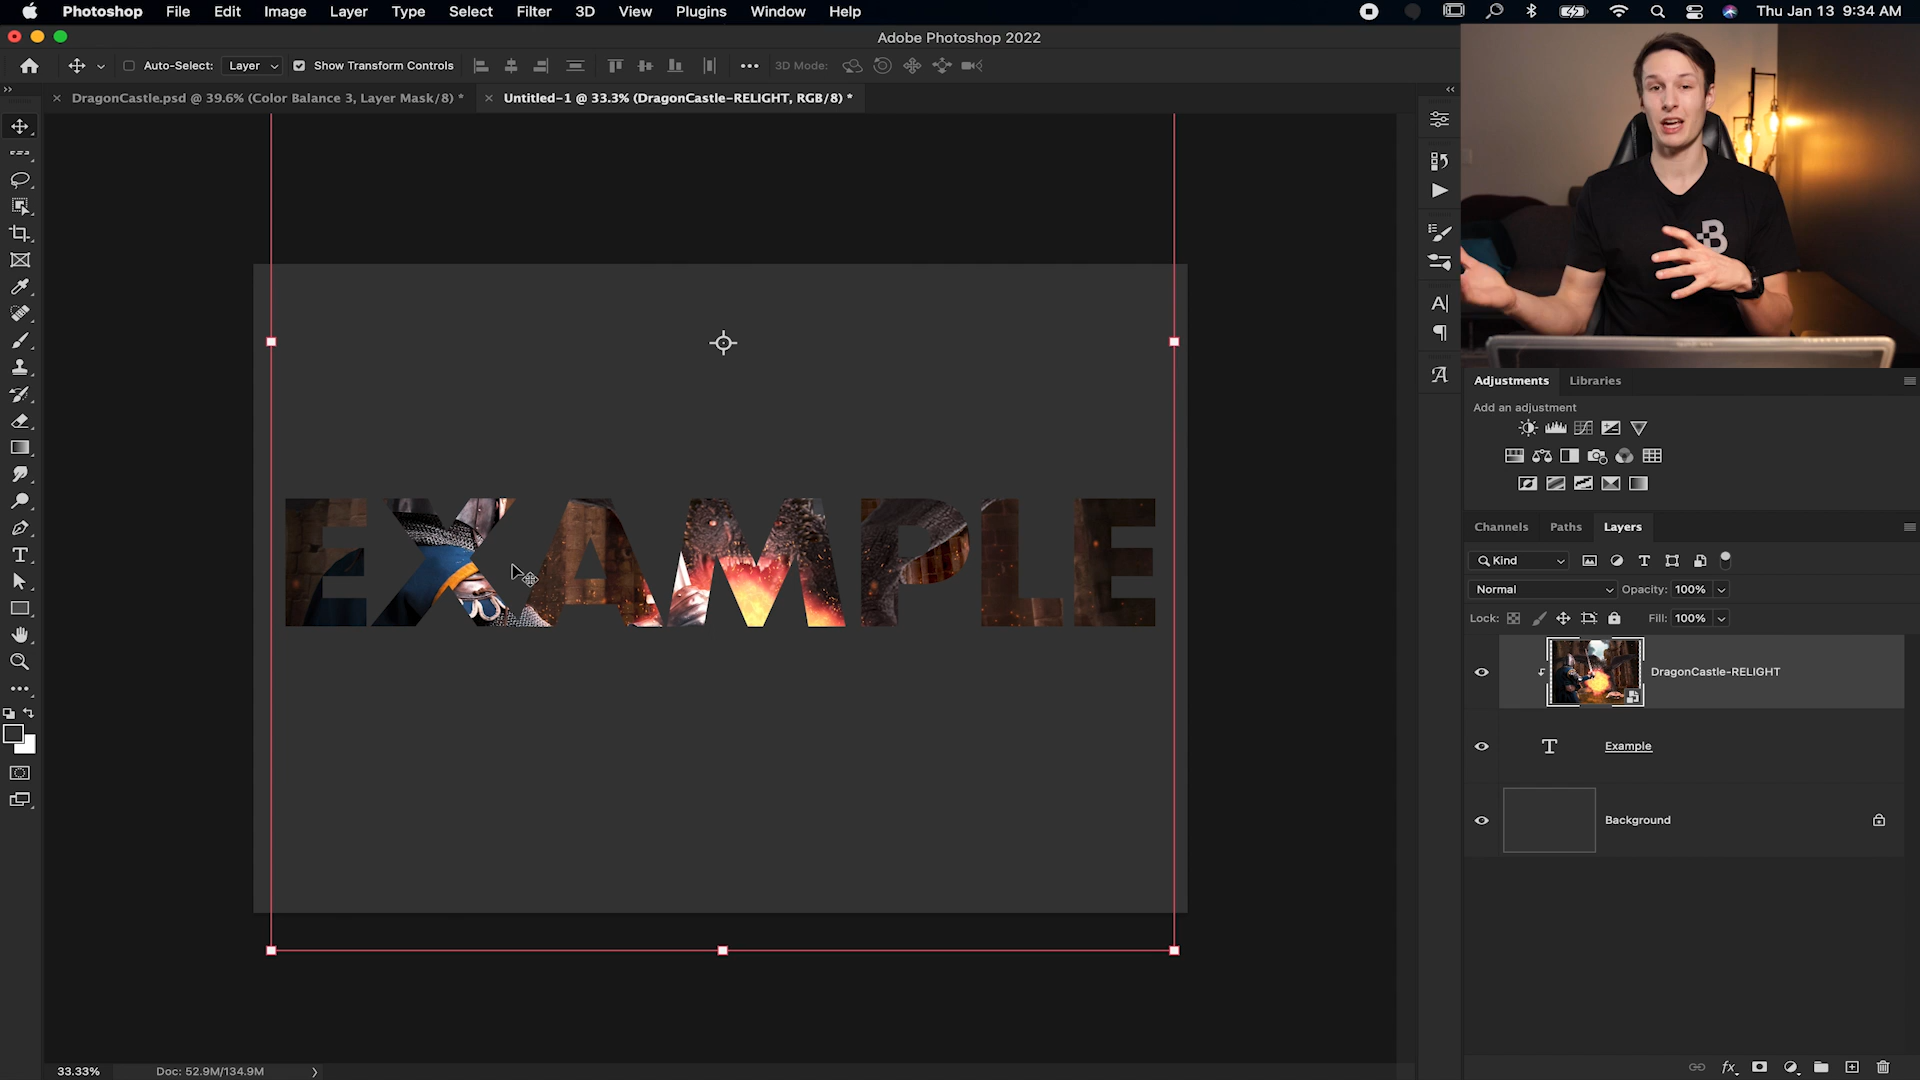 Photoshop File Edit Image Layer Type Select Filter 3D View Plugins Window Help Thu Jan 13 9:34 AM
Adobe Photoshop 2022
Auto-Select: Layer Show Transform Controls 3D Mode:
DragonCastle.psd @ 39.6% (Color Balance 3, Layer Mask/8) * Untitled-1 @ 33.3% (DragonCastle-RELIGHT, RGB/8) *
B
Adjustments Libraries
Add an adjustment
EXAMPLE
Channels Paths Layers
Kind
Normal Opacity: 100%
Lock: Fill: 100%
DragonCastle-RELIGHT
Example
Background
33.33% Doc: 52.9M/134.9M